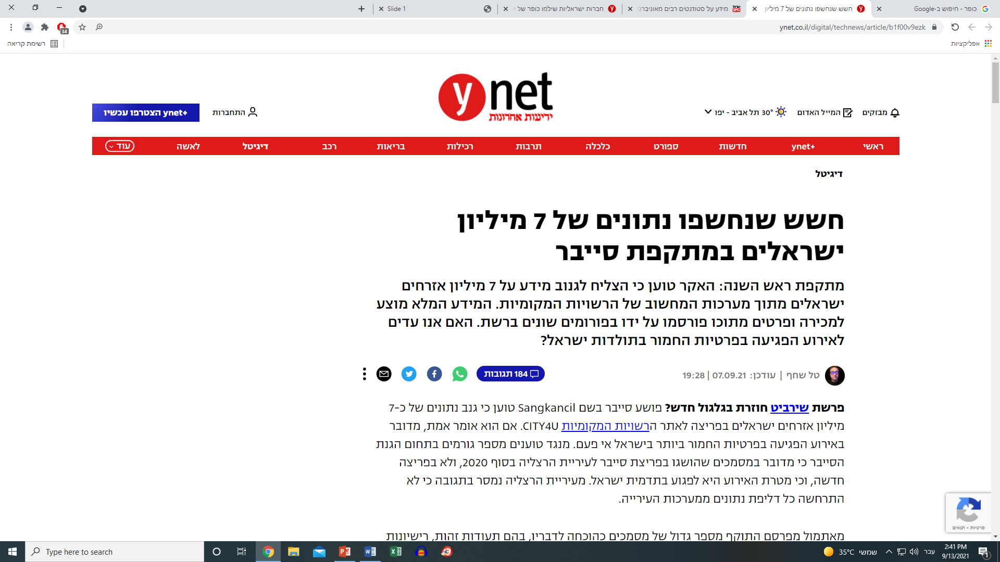 כופר - חיפוש ב-Google
חשש שנחשפו נתונים של 7 מיליון
מידע על סטודנטים רבים מאוניברס
חברות ישראליות שילמו כופר של
Slide 1
ynet.co.il/digital/technews/article/b1f00v9ezk
34
אפליקציות
רשימת קריאה
ynet
ידיעות אחרונות
מבזקים
המייל האדום
30° תל אביב - יפו
התחברות
+ynet הצטרפו עכשיו
ראשי
+ynet
חדשות
ספורט
כלכלה
תרבות
רכילות
בריאות
רכב
דיגיטל
לאשה
עוד
דיגיטל
חשש שנחשפו נתונים של 7 מיליון
ישראלים במתקפת סייבר
מתקפת ראש השנה: האקר טוען כי הצליח לגנוב מידע על 7 מיליון אזרחים
ישראלים מתוך מערכות המחשוב של הרשויות המקומיות. המידע המלא מוצע
למכירה ופרטים מתוכו פורסמו על ידו בפורומים שונים ברשת. האם אנו עדים
לאירוע הפגיעה בפרטיות החמור בתולדות ישראל?
טל שחף | עודכן: 07.09.21 | 19:28
184 תגובות
פרשת שירביט חוזרת בגלגול חדש? פושע סייבר בשם Sangkancil טוען כי גנב נתונים של כ-7
מיליון אזרחים ישראלים בפריצה לאתר הרשויות המקומיות CITY4U. אם הוא אומר אמת, מדובר
באירוע הפגיעה בפרטיות החמור ביותר בישראל אי פעם. מנגד טוענים מספר גורמים בתחום הגנת
הסייבר כי מדובר במסמכים שהושגו בפריצת סייבר לעיריית הרצליה בסוף 2020, ולא בפריצה
חדשה, וכי מטרת האירוע היא לפגוע בתדמית ישראל. מעיריית הרצליה נמסר בתגובה כי לא
התרחשה כל דליפת נתונים ממערכות העירייה.
מאתמול מפרסם התוקף מספר גדול של מסמכים כהוכחה לדבריו, בהם תעודות זהות, רישיונות
פרטיות - תנאים
Type here to search
35°C שמשי
עבר
2:41 PM
9/13/2021
1